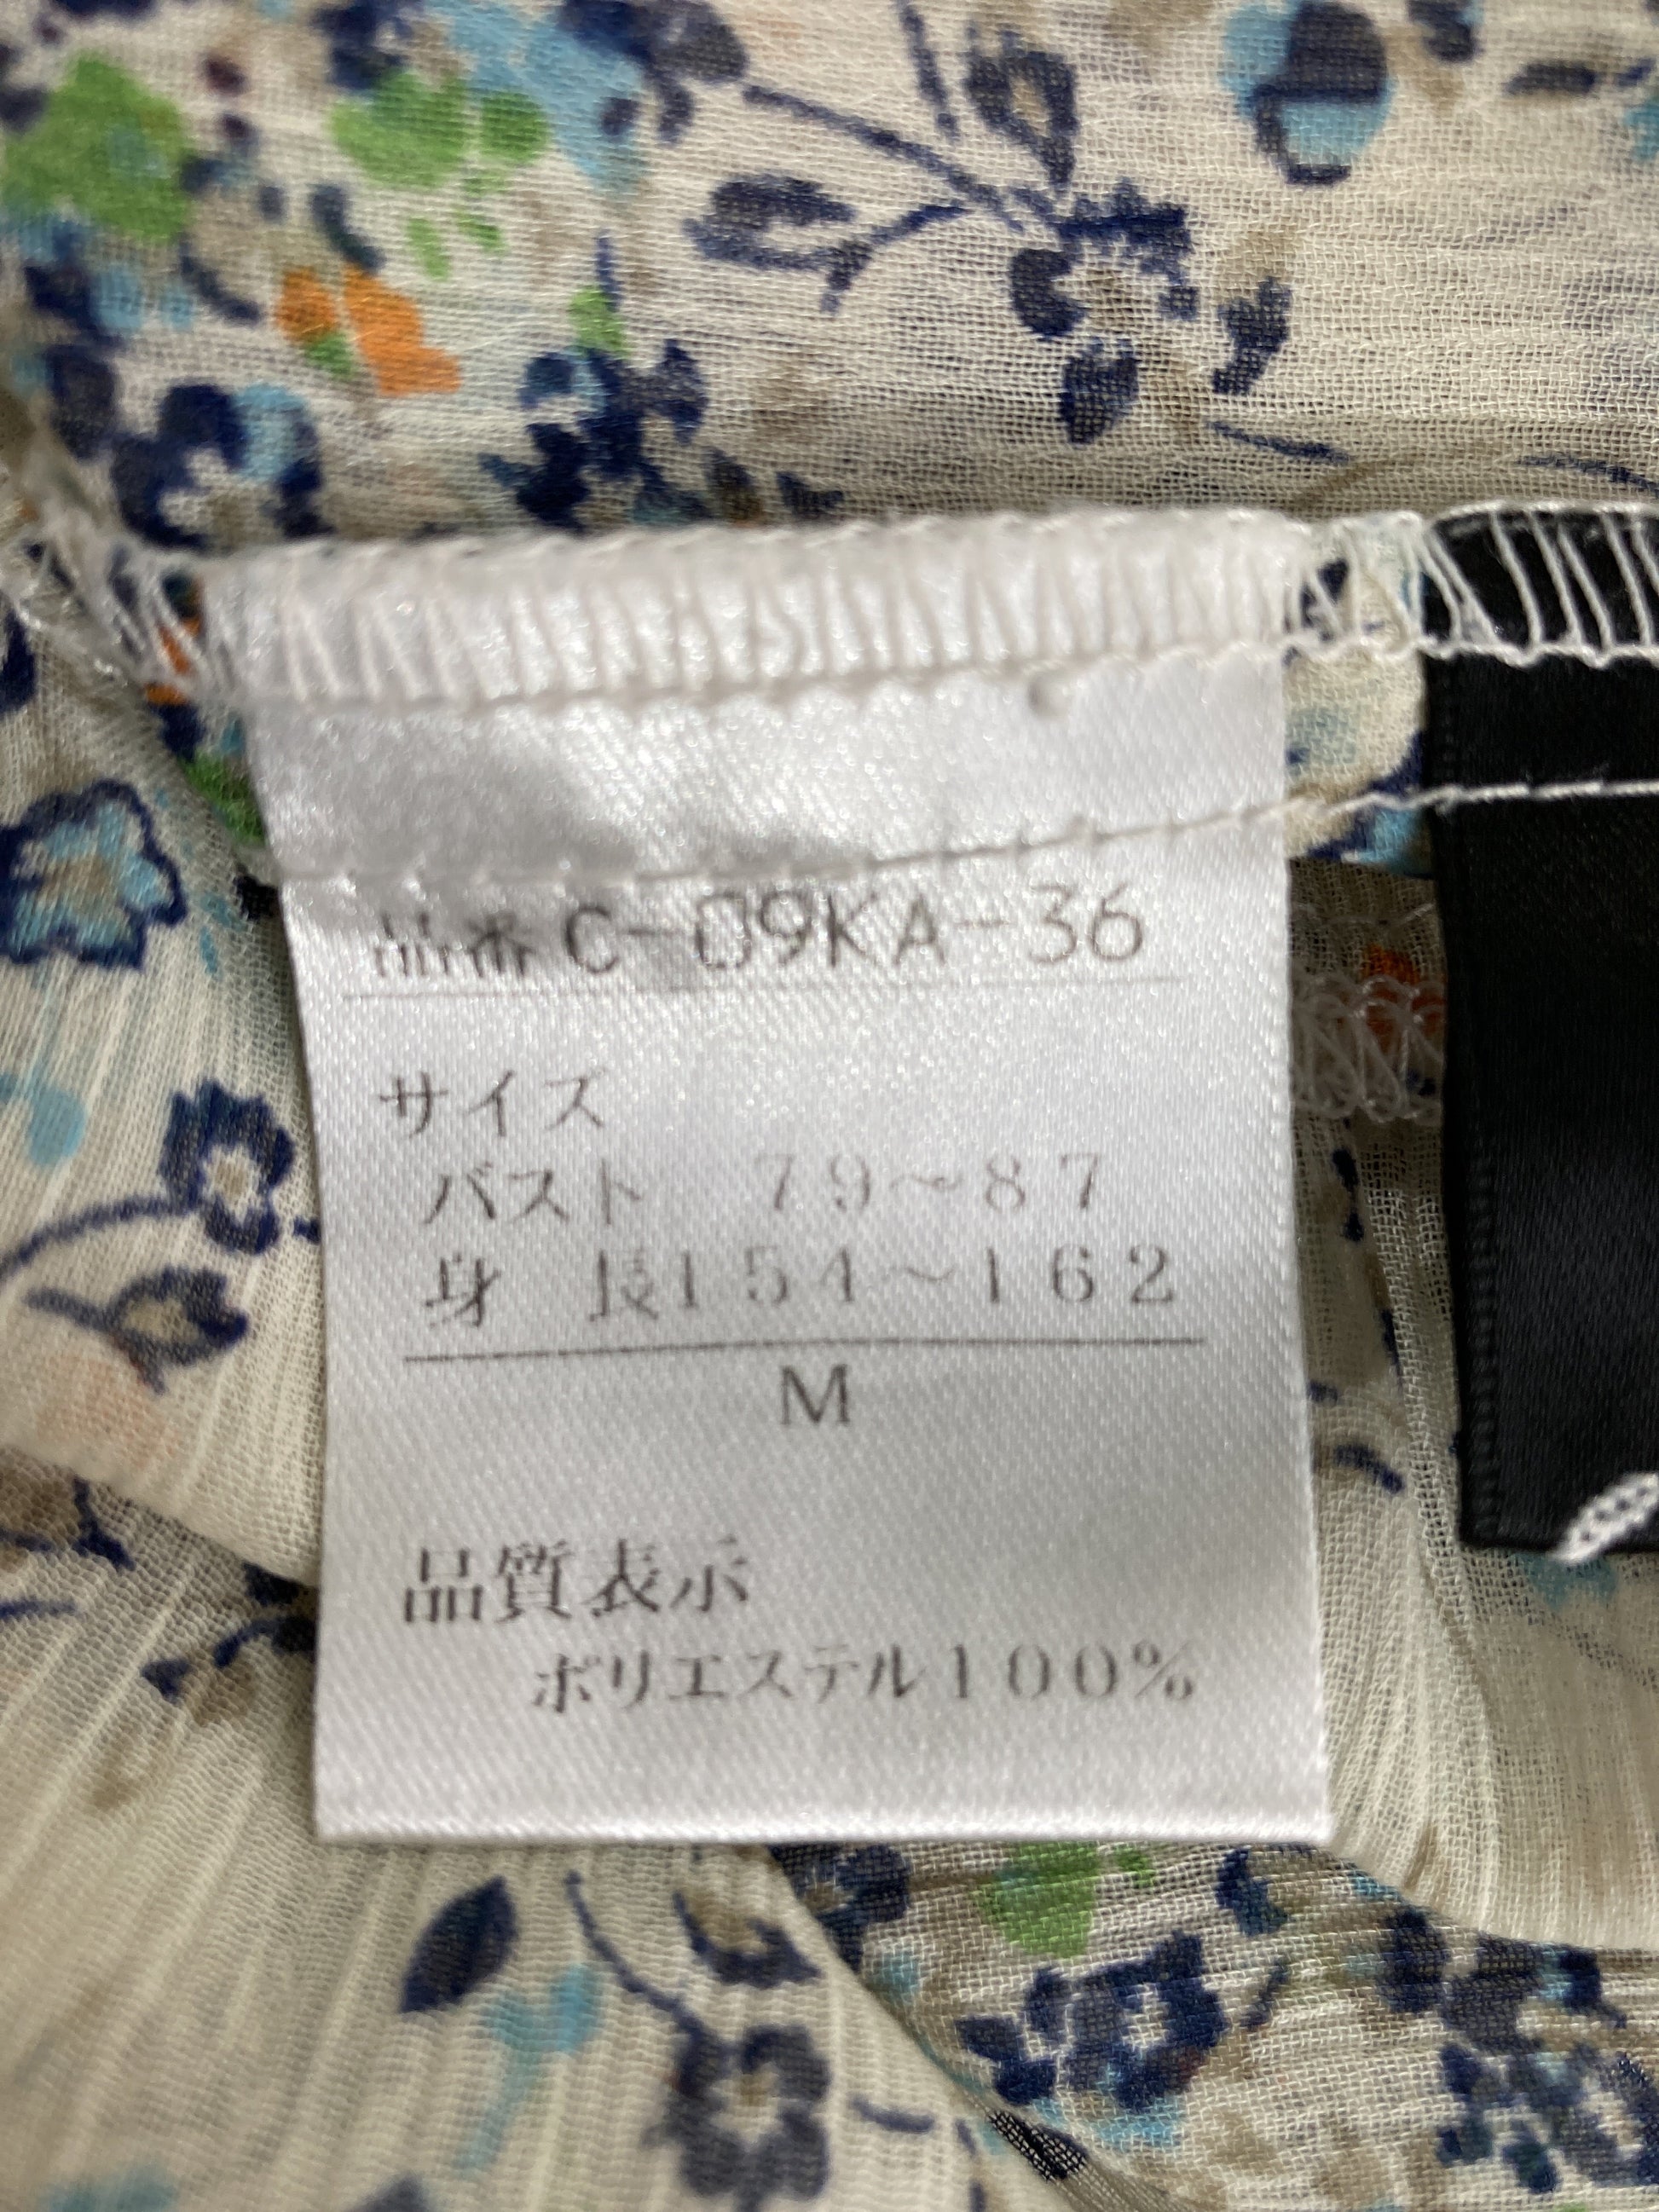 品番 C-09KA-36
サイズ
バスト 79～87
身 長154～162
M
品質表示
ポリエステル100%